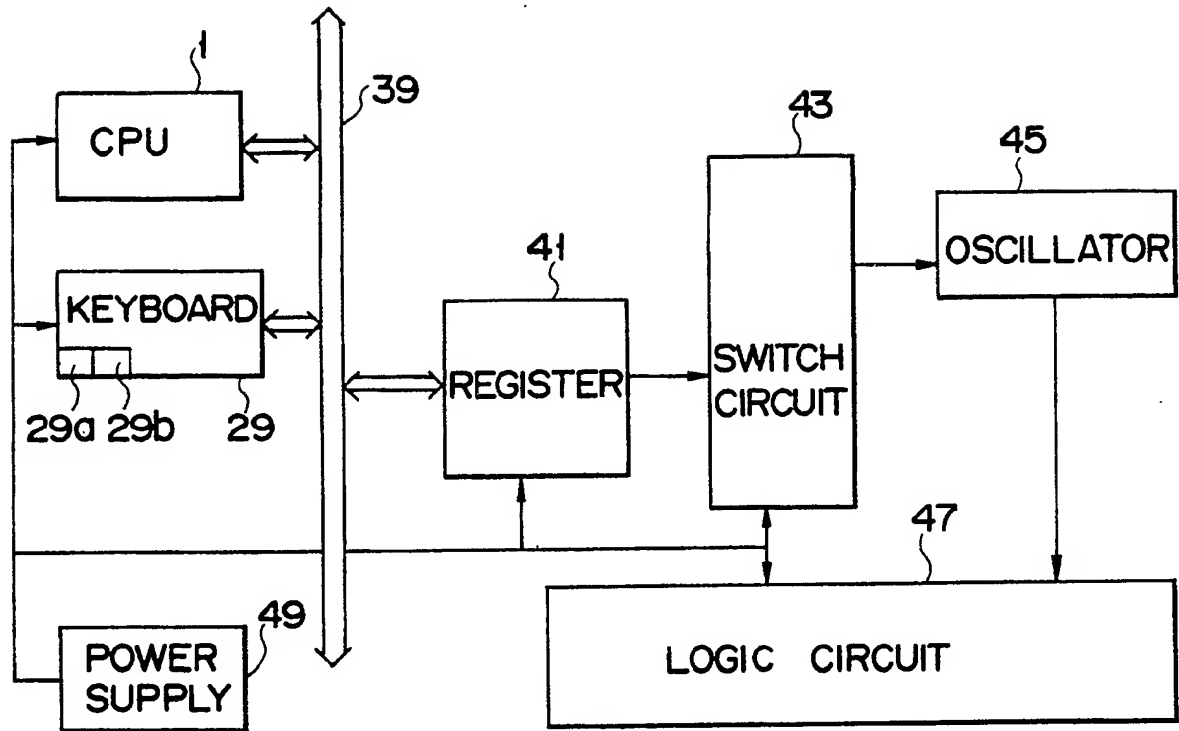 1
CPU
39
43
45
OSCILLATOR
41
KEYBOARD
29a 29b 29
REGISTER
SWITCH
CIRCUIT
47
49
POWER
SUPPLY
LOGIC CIRCUIT